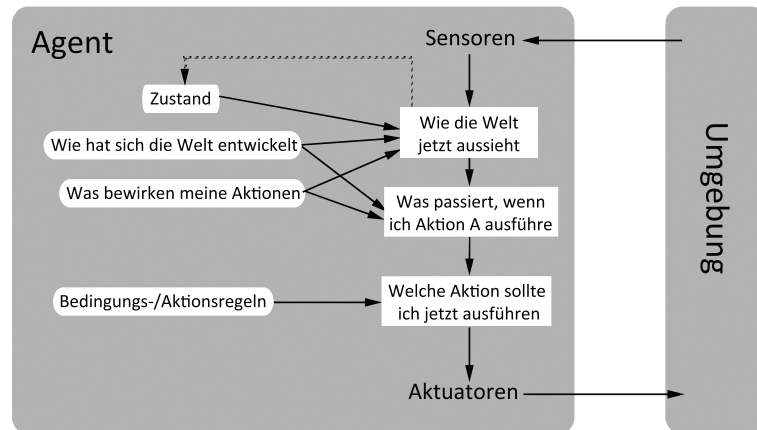 Agent
Sensoren
Zustand
Wie die Welt
jetzt aussieht
Wie hat sich die Welt entwickelt
Was bewirken meine Aktionen
Was passiert, wenn
ich Aktion A ausführe
Bedingungs-/Aktionsregeln
Welche Aktion sollte
ich jetzt ausführen
Aktuatoren
Umgebung